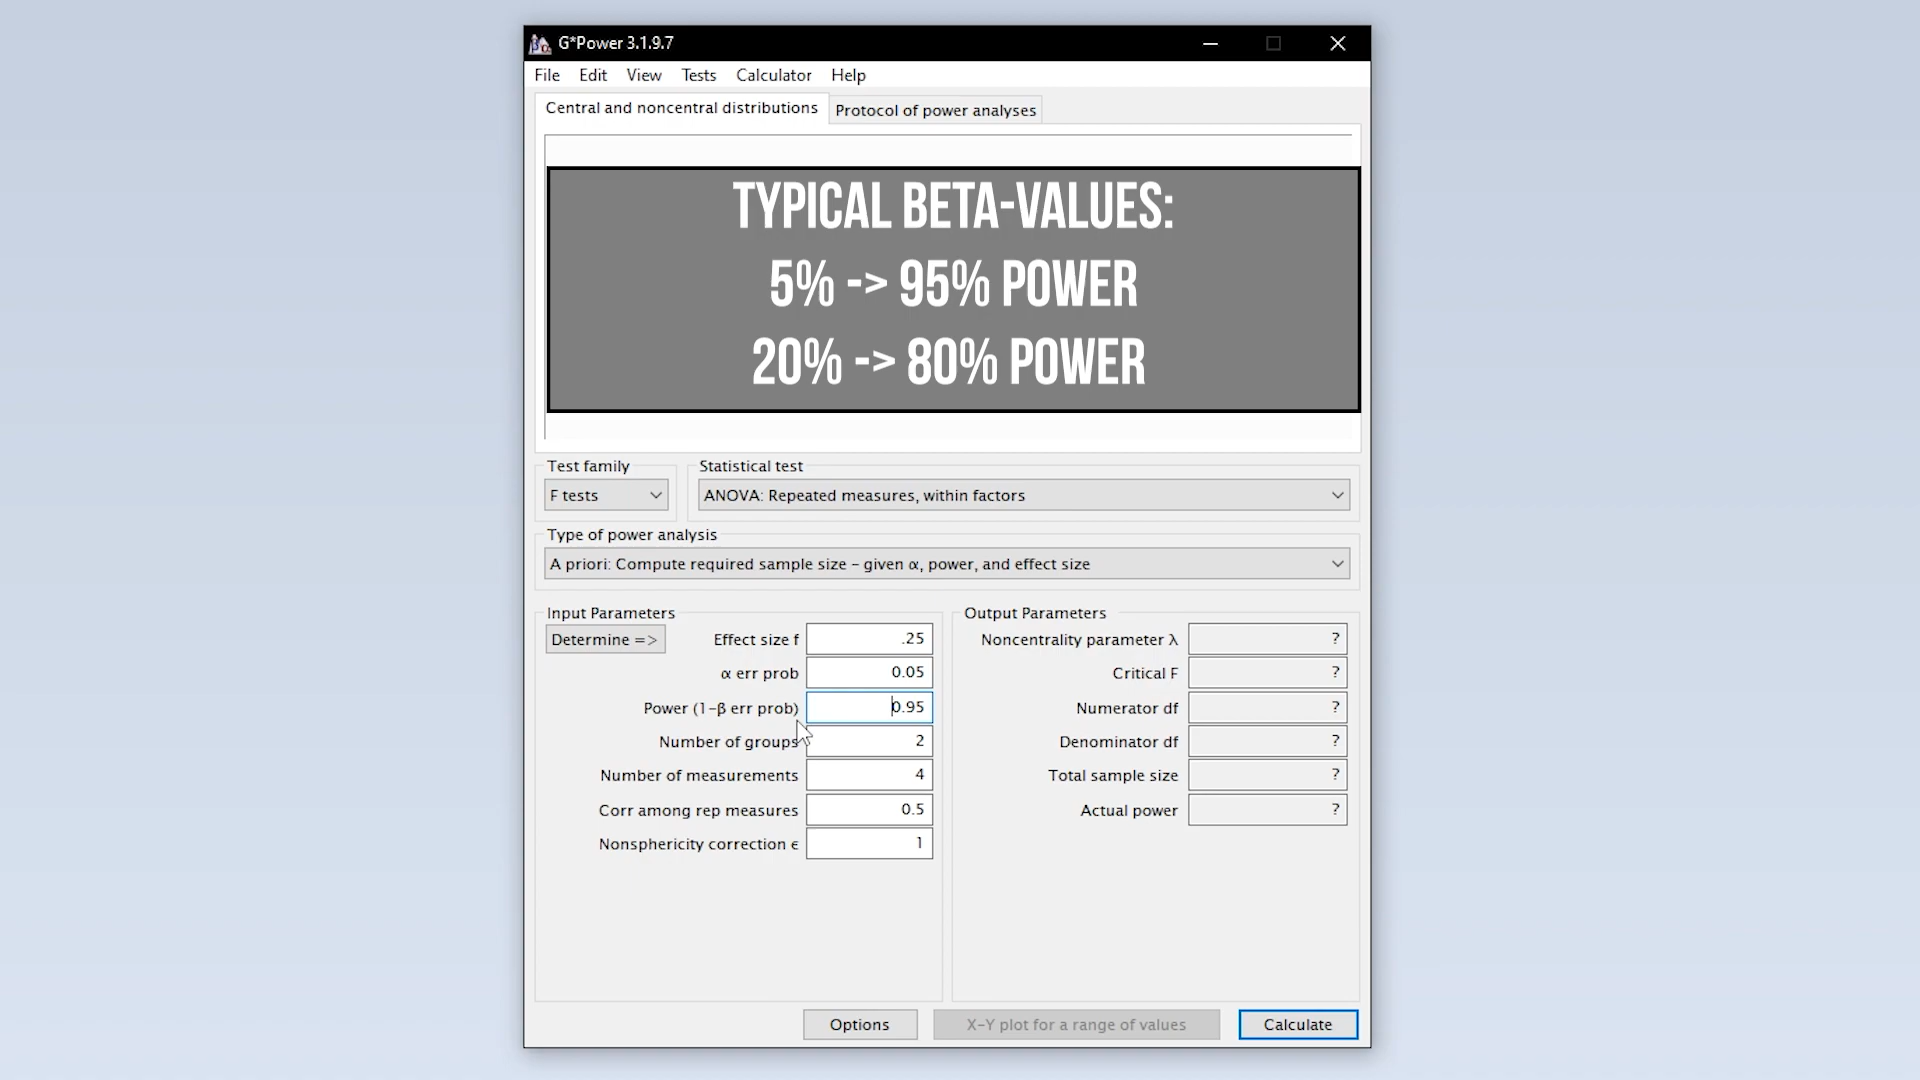 G*Power 3.1.9.7
File Edit View Tests Calculator Help
Central and noncentral distributions
Protocol of power analyses
TYPICAL BETA-VALUES:
5% -> 95% POWER
20% -> 80% POWER
Test family
Statistical test
F tests
ANOVA: Repeated measures, within factors
Type of power analysis
A priori: Compute required sample size – given α, power, and effect size
Input Parameters
Determine =>
Effect size f .25
α err prob 0.05
Power (1–β err prob) 0.95
Number of groups 2
Number of measurements 4
Corr among rep measures 0.5
Nonsphericity correction ϵ 1
Output Parameters
Noncentrality parameter λ ?
Critical F ?
Numerator df ?
Denominator df ?
Total sample size ?
Actual power ?
Options
X–Y plot for a range of values
Calculate